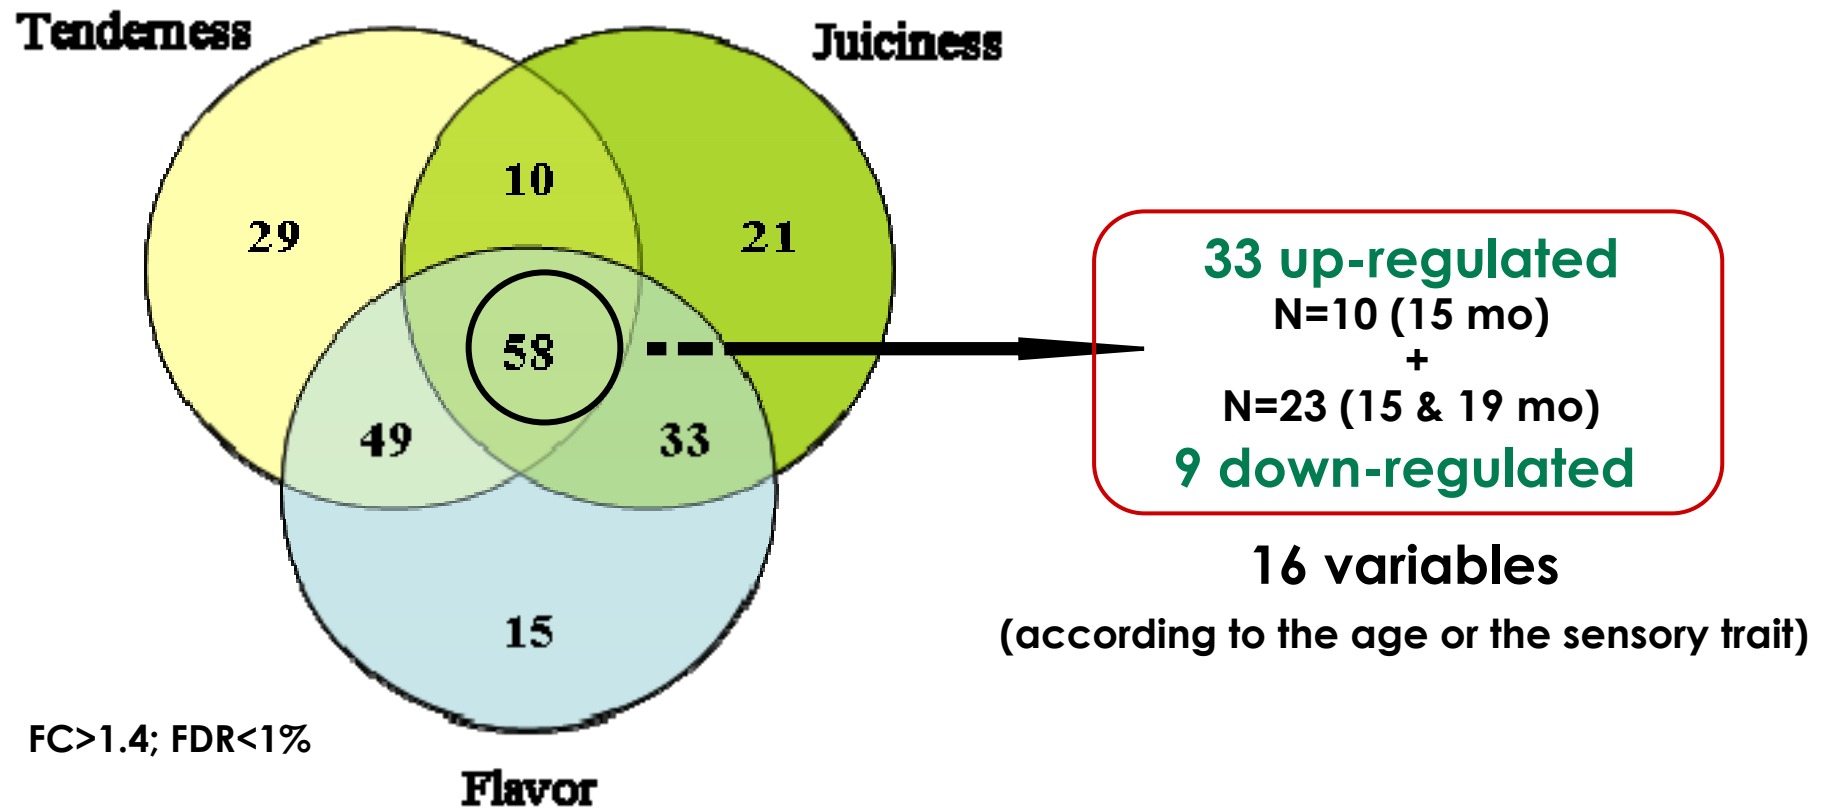 Tenderness
Juiciness
10
29
21
58
49
33
15
FC>1.4; FDR<1%
Flavor
33 up-regulated
N=10 (15 mo)
+
N=23 (15 & 19 mo)
9 down-regulated
16 variables
(according to the age or the sensory trait)